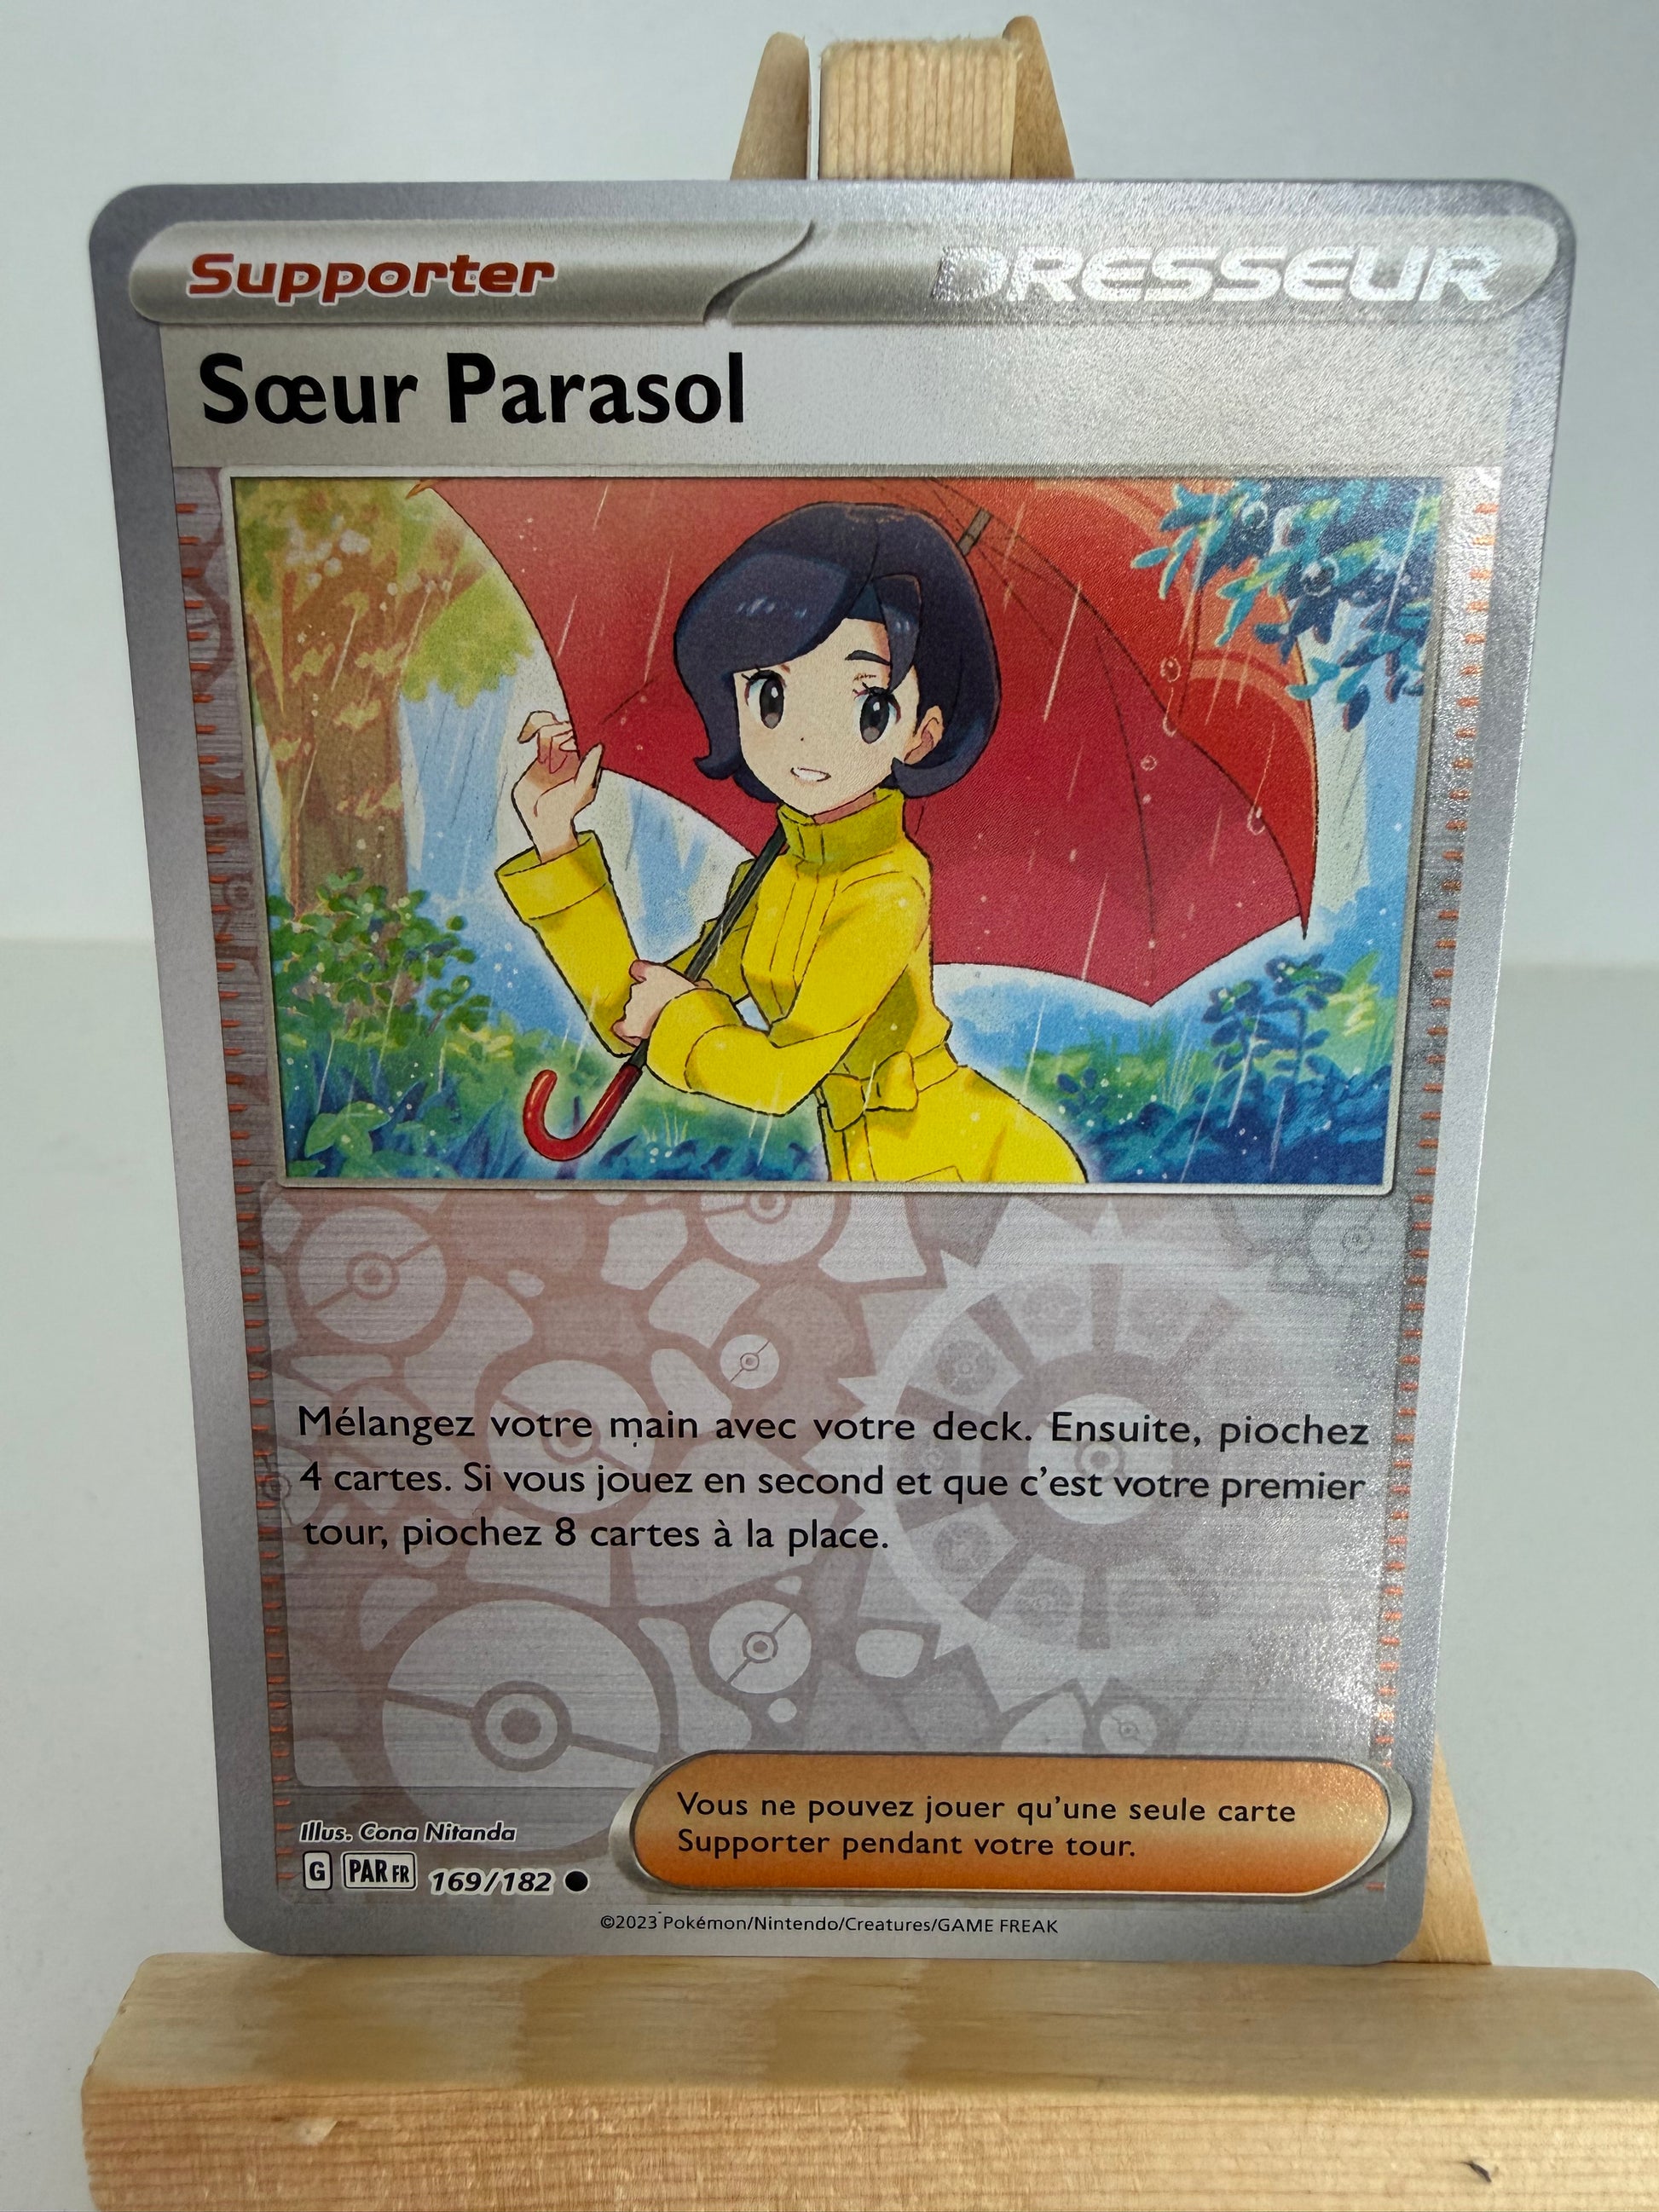 Supporter
DRESSEUR
Sœur Parasol
Mélangez votre main avec votre deck. Ensuite, piochez
4 cartes. Si vous jouez en second et que c'est votre premier
tour, piochez 8 cartes à la place.
Vous ne pouvez jouer qu'une seule carte
Supporter pendant votre tour.
Illus. Cona Nitanda
G PAR FR 169/182
©2023 Pokémon/Nintendo/Creatures/GAME FREAK